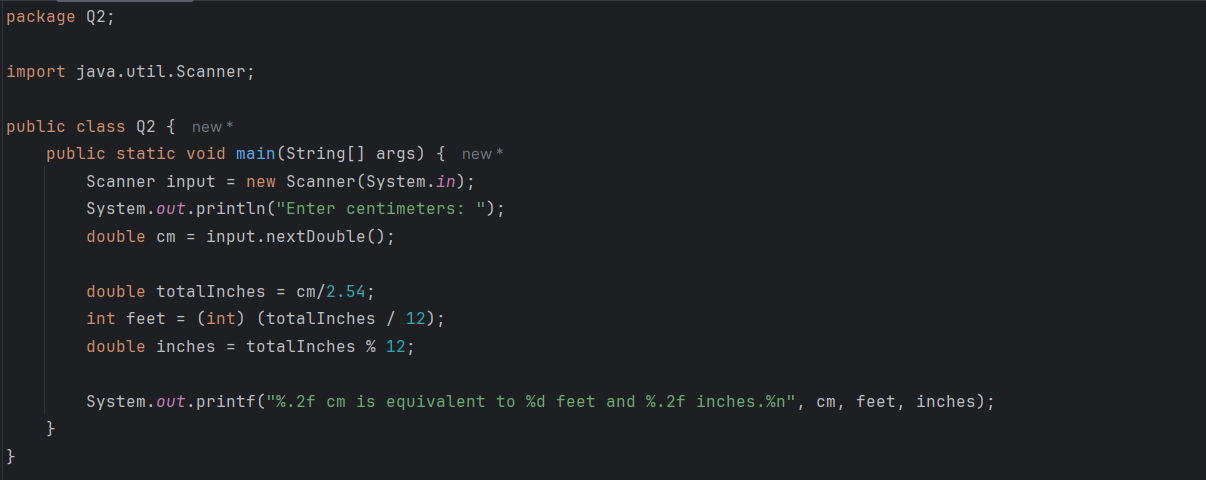 package Q2;
import java.util.Scanner;
public class Q2 { new *
    public static void main(String[] args) { new *
        Scanner input = new Scanner(System.in);
        System.out.println("Enter centimeters: ");
        double cm = input.nextDouble();
        double totalInches = cm/2.54;
        int feet = (int) (totalInches / 12);
        double inches = totalInches % 12;
        System.out.printf("%.2f cm is equivalent to %d feet and %.2f inches.%n", cm, feet, inches);
    }
}